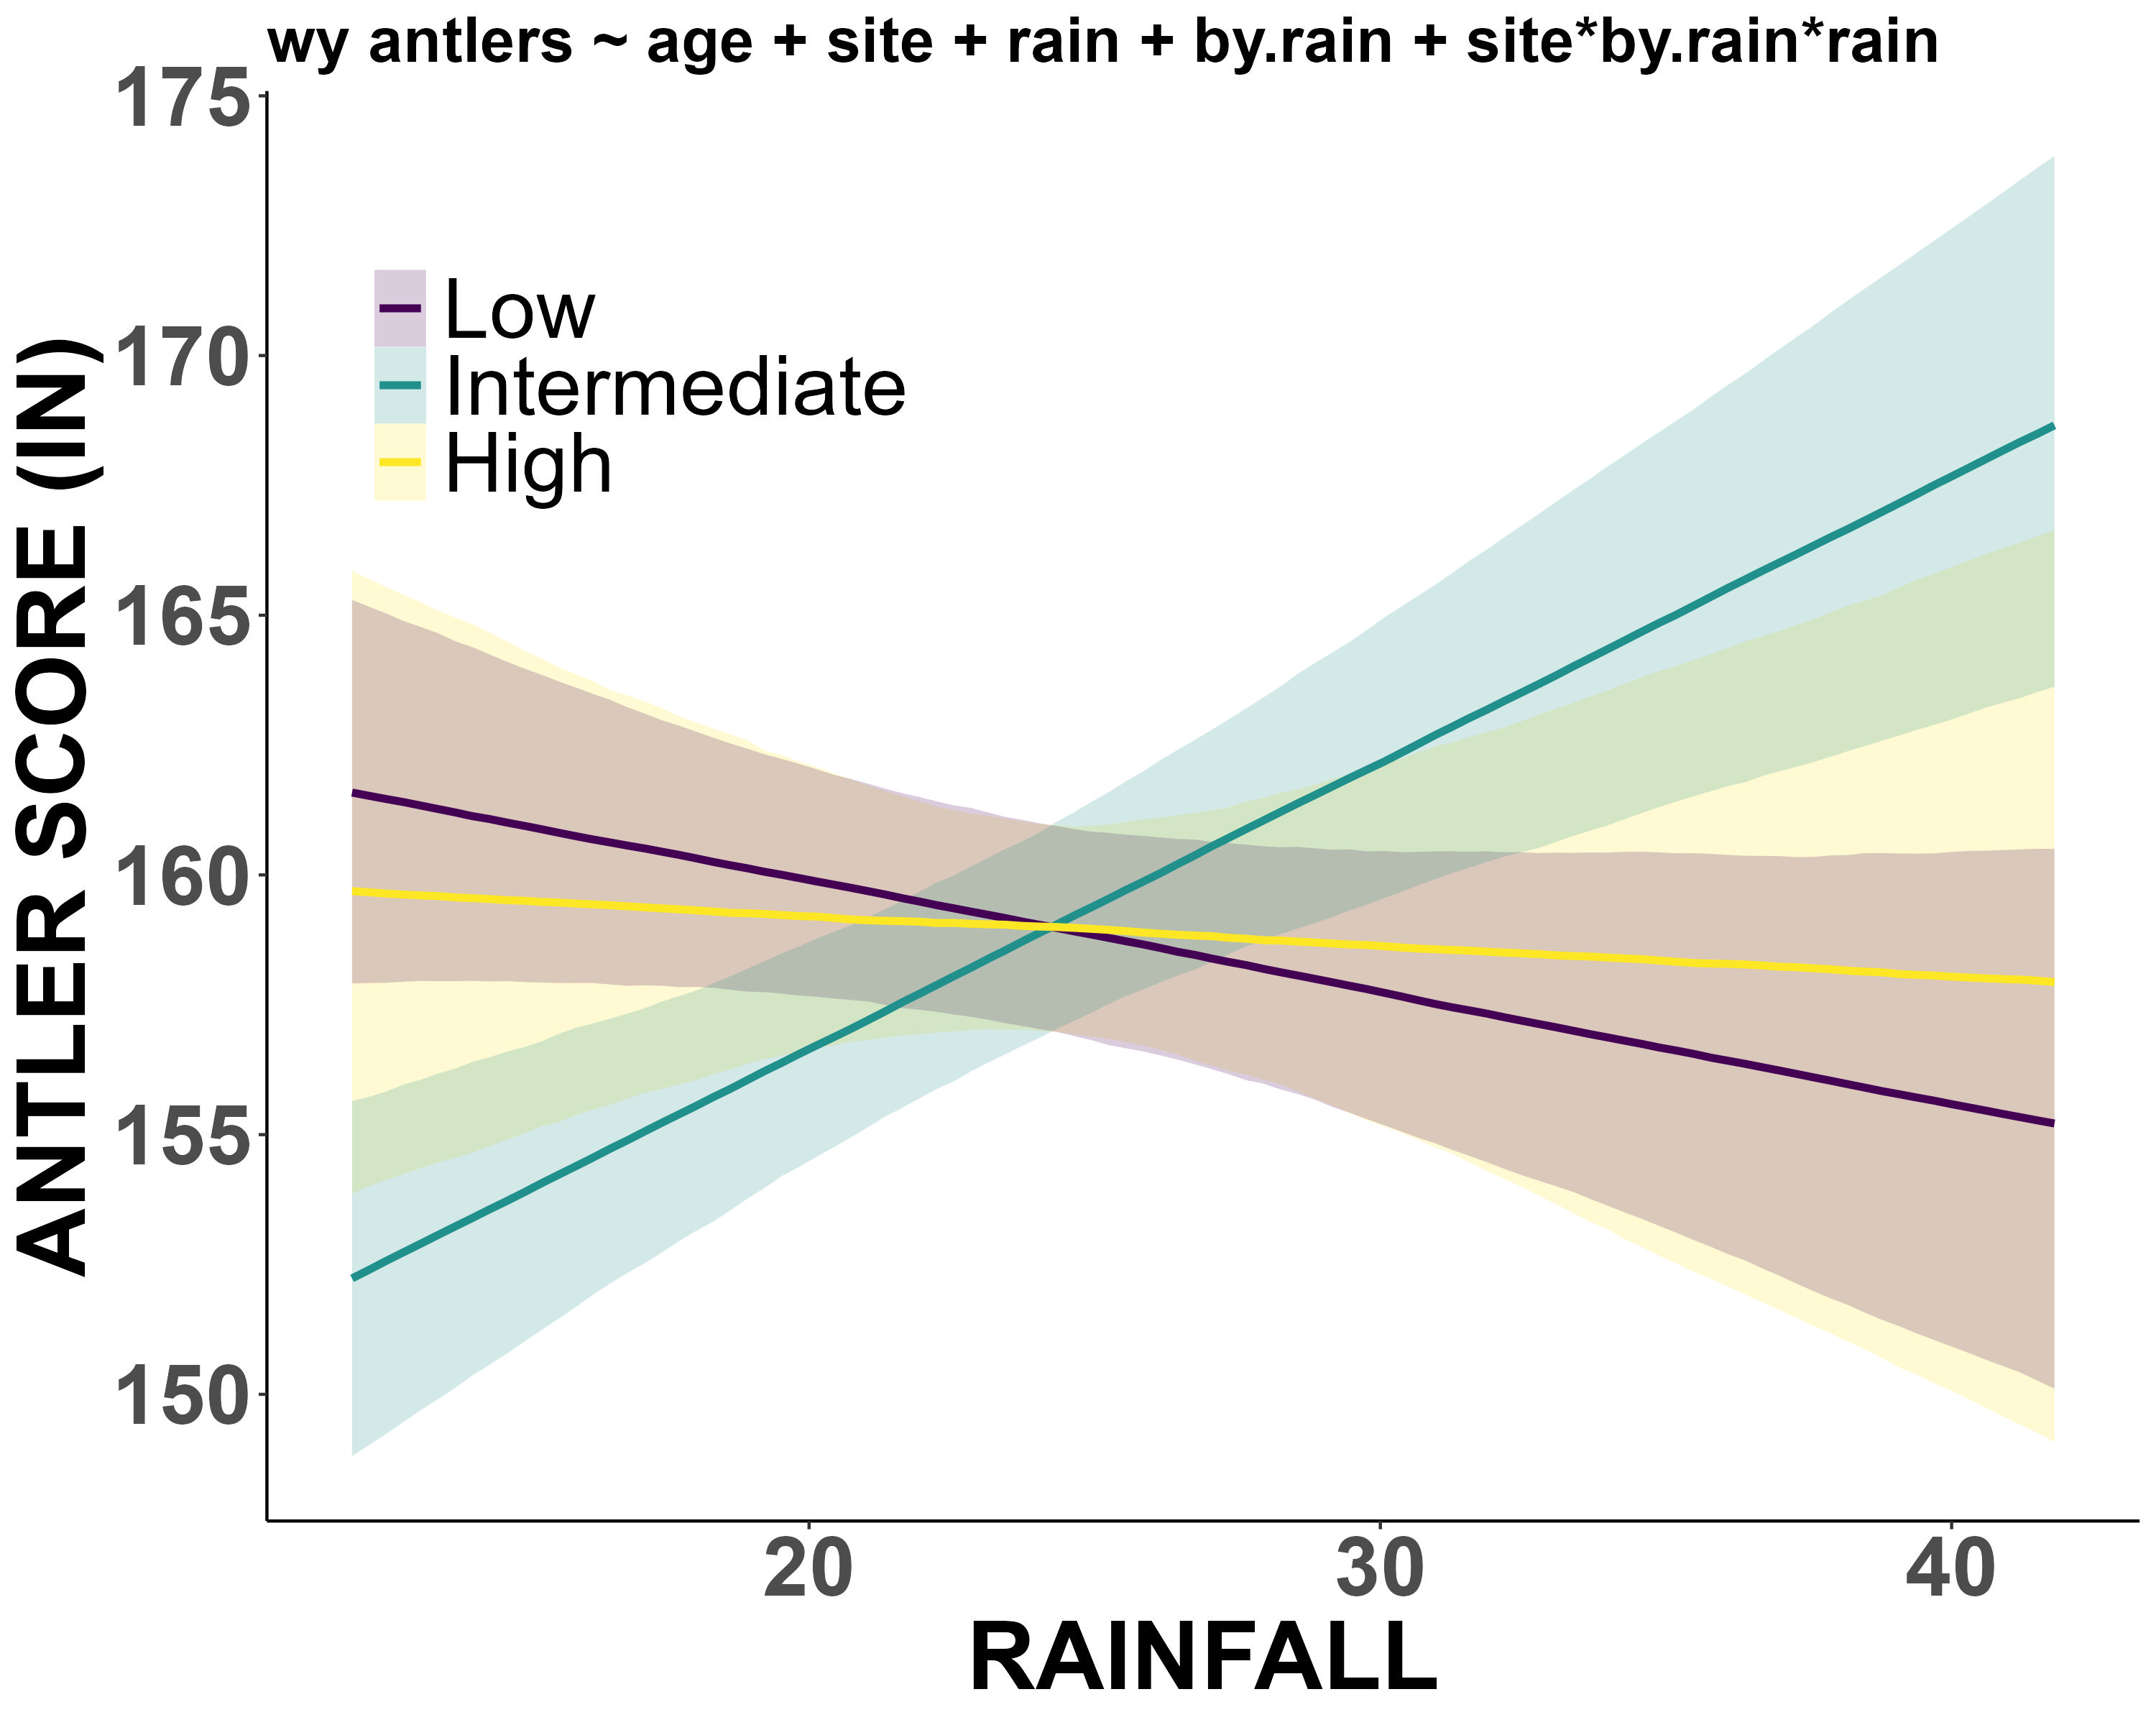 wy antlers ~ age + site + rain + by.rain + site*by.rain*rain
175
170
165
160
155
150
ANTLER SCORE (IN)
Low
Intermediate
High
20 30 40
RAINFALL